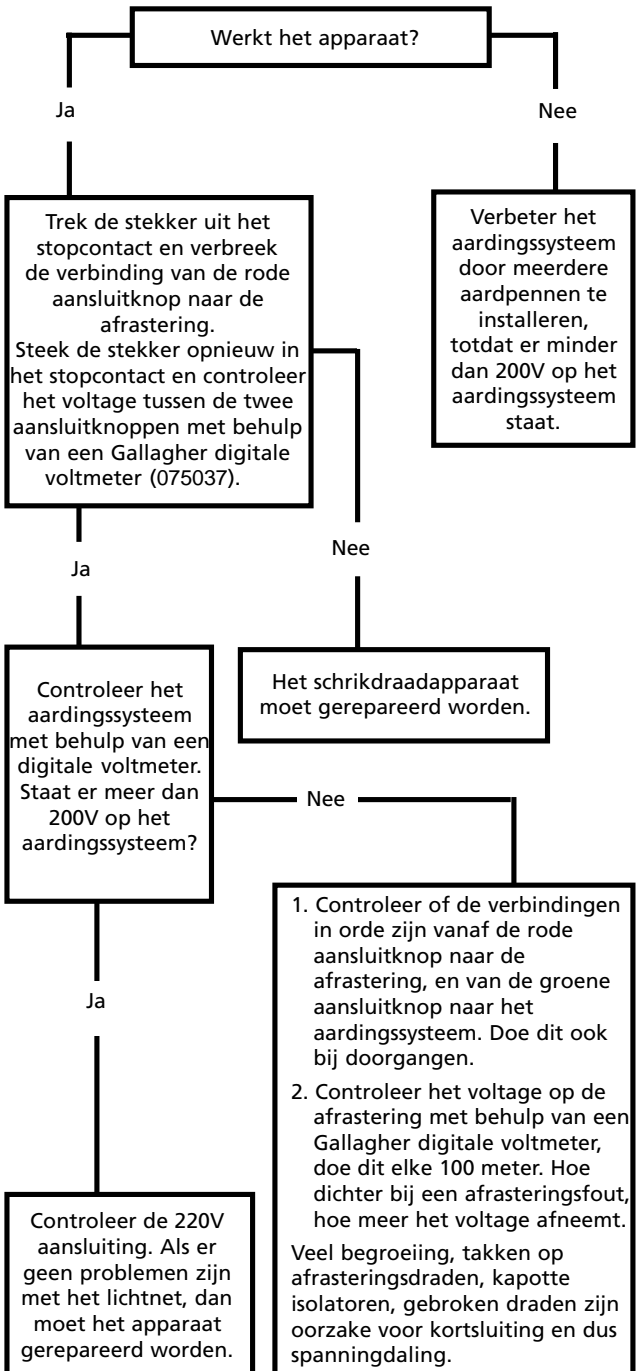 Werkt het apparaat?
Ja
Nee
Trek de stekker uit het
stopcontact en verbreek
de verbinding van de rode
aansluitknop naar de
afrastering.
Steek de stekker opnieuw in
het stopcontact en controleer
het voltage tussen de twee
aansluitknoppen met behulp
van een Gallagher digitale
voltmeter (075037).
Verbeter het
aardingssysteem
door meerdere
aardpennen te
installeren,
totdat er minder
dan 200V op het
aardingssysteem
staat.
Ja
Nee
Controleer het
aardingssysteem
met behulp van een
digitale voltmeter.
Staat er meer dan
200V op het
aardingssysteem?
Het schrikdraadapparaat
moet gerepareerd worden.
Nee
Ja
1. Controleer of de verbindingen
in orde zijn vanaf de rode
aansluitknop naar de
afrastering, en van de groene
aansluitknop naar het
aardingssysteem. Doe dit ook
bij doorgangen.
2. Controleer het voltage op de
afrastering met behulp van een
Gallagher digitale voltmeter,
doe dit elke 100 meter. Hoe
dichter bij een afrasteringsfout,
hoe meer het voltage afneemt.
Veel begroeiing, takken op
afrasteringsdraden, kapotte
isolatoren, gebroken draden zijn
oorzake voor kortsluiting en dus
spanningdaling.
Controleer de 220V
aansluiting. Als er
geen problemen zijn
met het lichtnet, dan
moet het apparaat
gerepareerd worden.